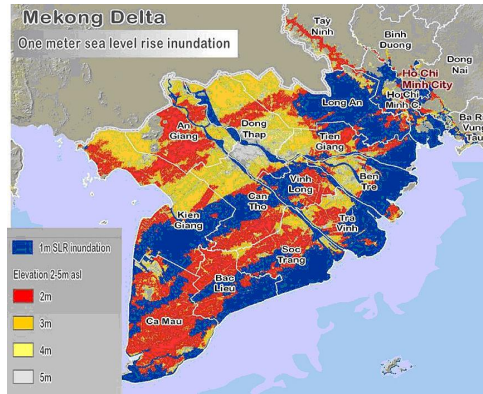 Mekong Delta
One meter sea level rise inundation
Tay
Ninh
Binh
Duong
Dong
Nai
Ho Chi
Minh City
Ho Chi
Minh C.
Long An
Ba R
Vung
Tau
An
Giang
Dong
Thap
Tien
Giang
Ben
Tre
Vinh
Long
Can
Tho
Tra
Vinh
Kien
Giang
Soc
Trang
Bac
Lieu
Ca Mau
1m SLR inundation
Elevation 2-5m asl
2m
3m
4m
5m